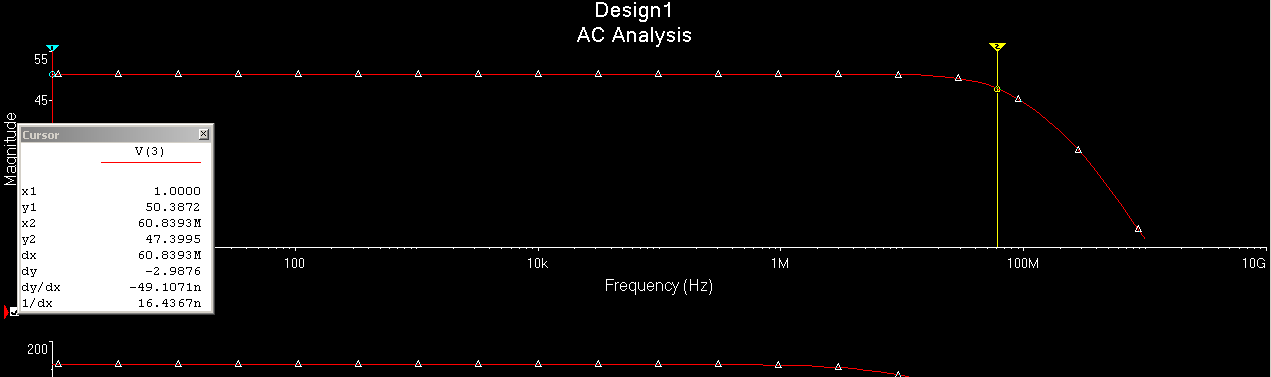 Design1
AC Analysis
1
2
55
45
Magnitude
Cursor
V(3)
x1 1.0000
y1 50.3872
x2 60.8393M
y2 47.3995
dx 60.8393M
dy -2.9876
dy/dx -49.1071n
1/dx 16.4367n
100 10k 1M 100M 10G
Frequency (Hz)
200